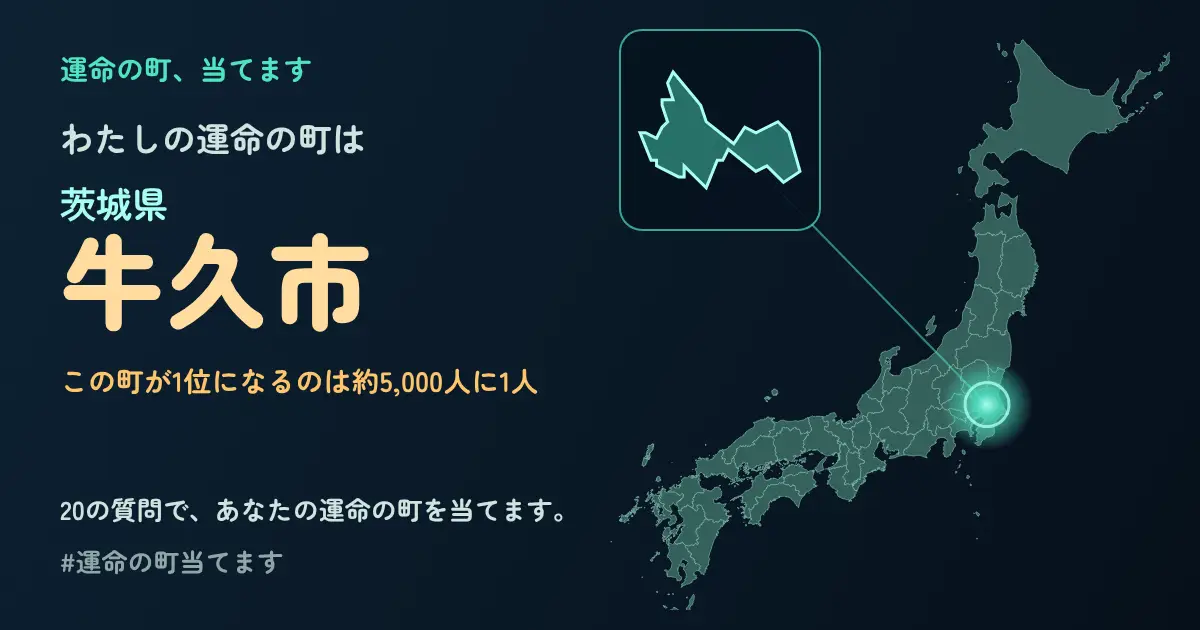 運命の町、当てます
わたしの運命の町は
茨城県
牛久市
この町が1位になるのは約5,000人に1人
20の質問で、あなたの運命の町を当てます。
#運命の町当てます